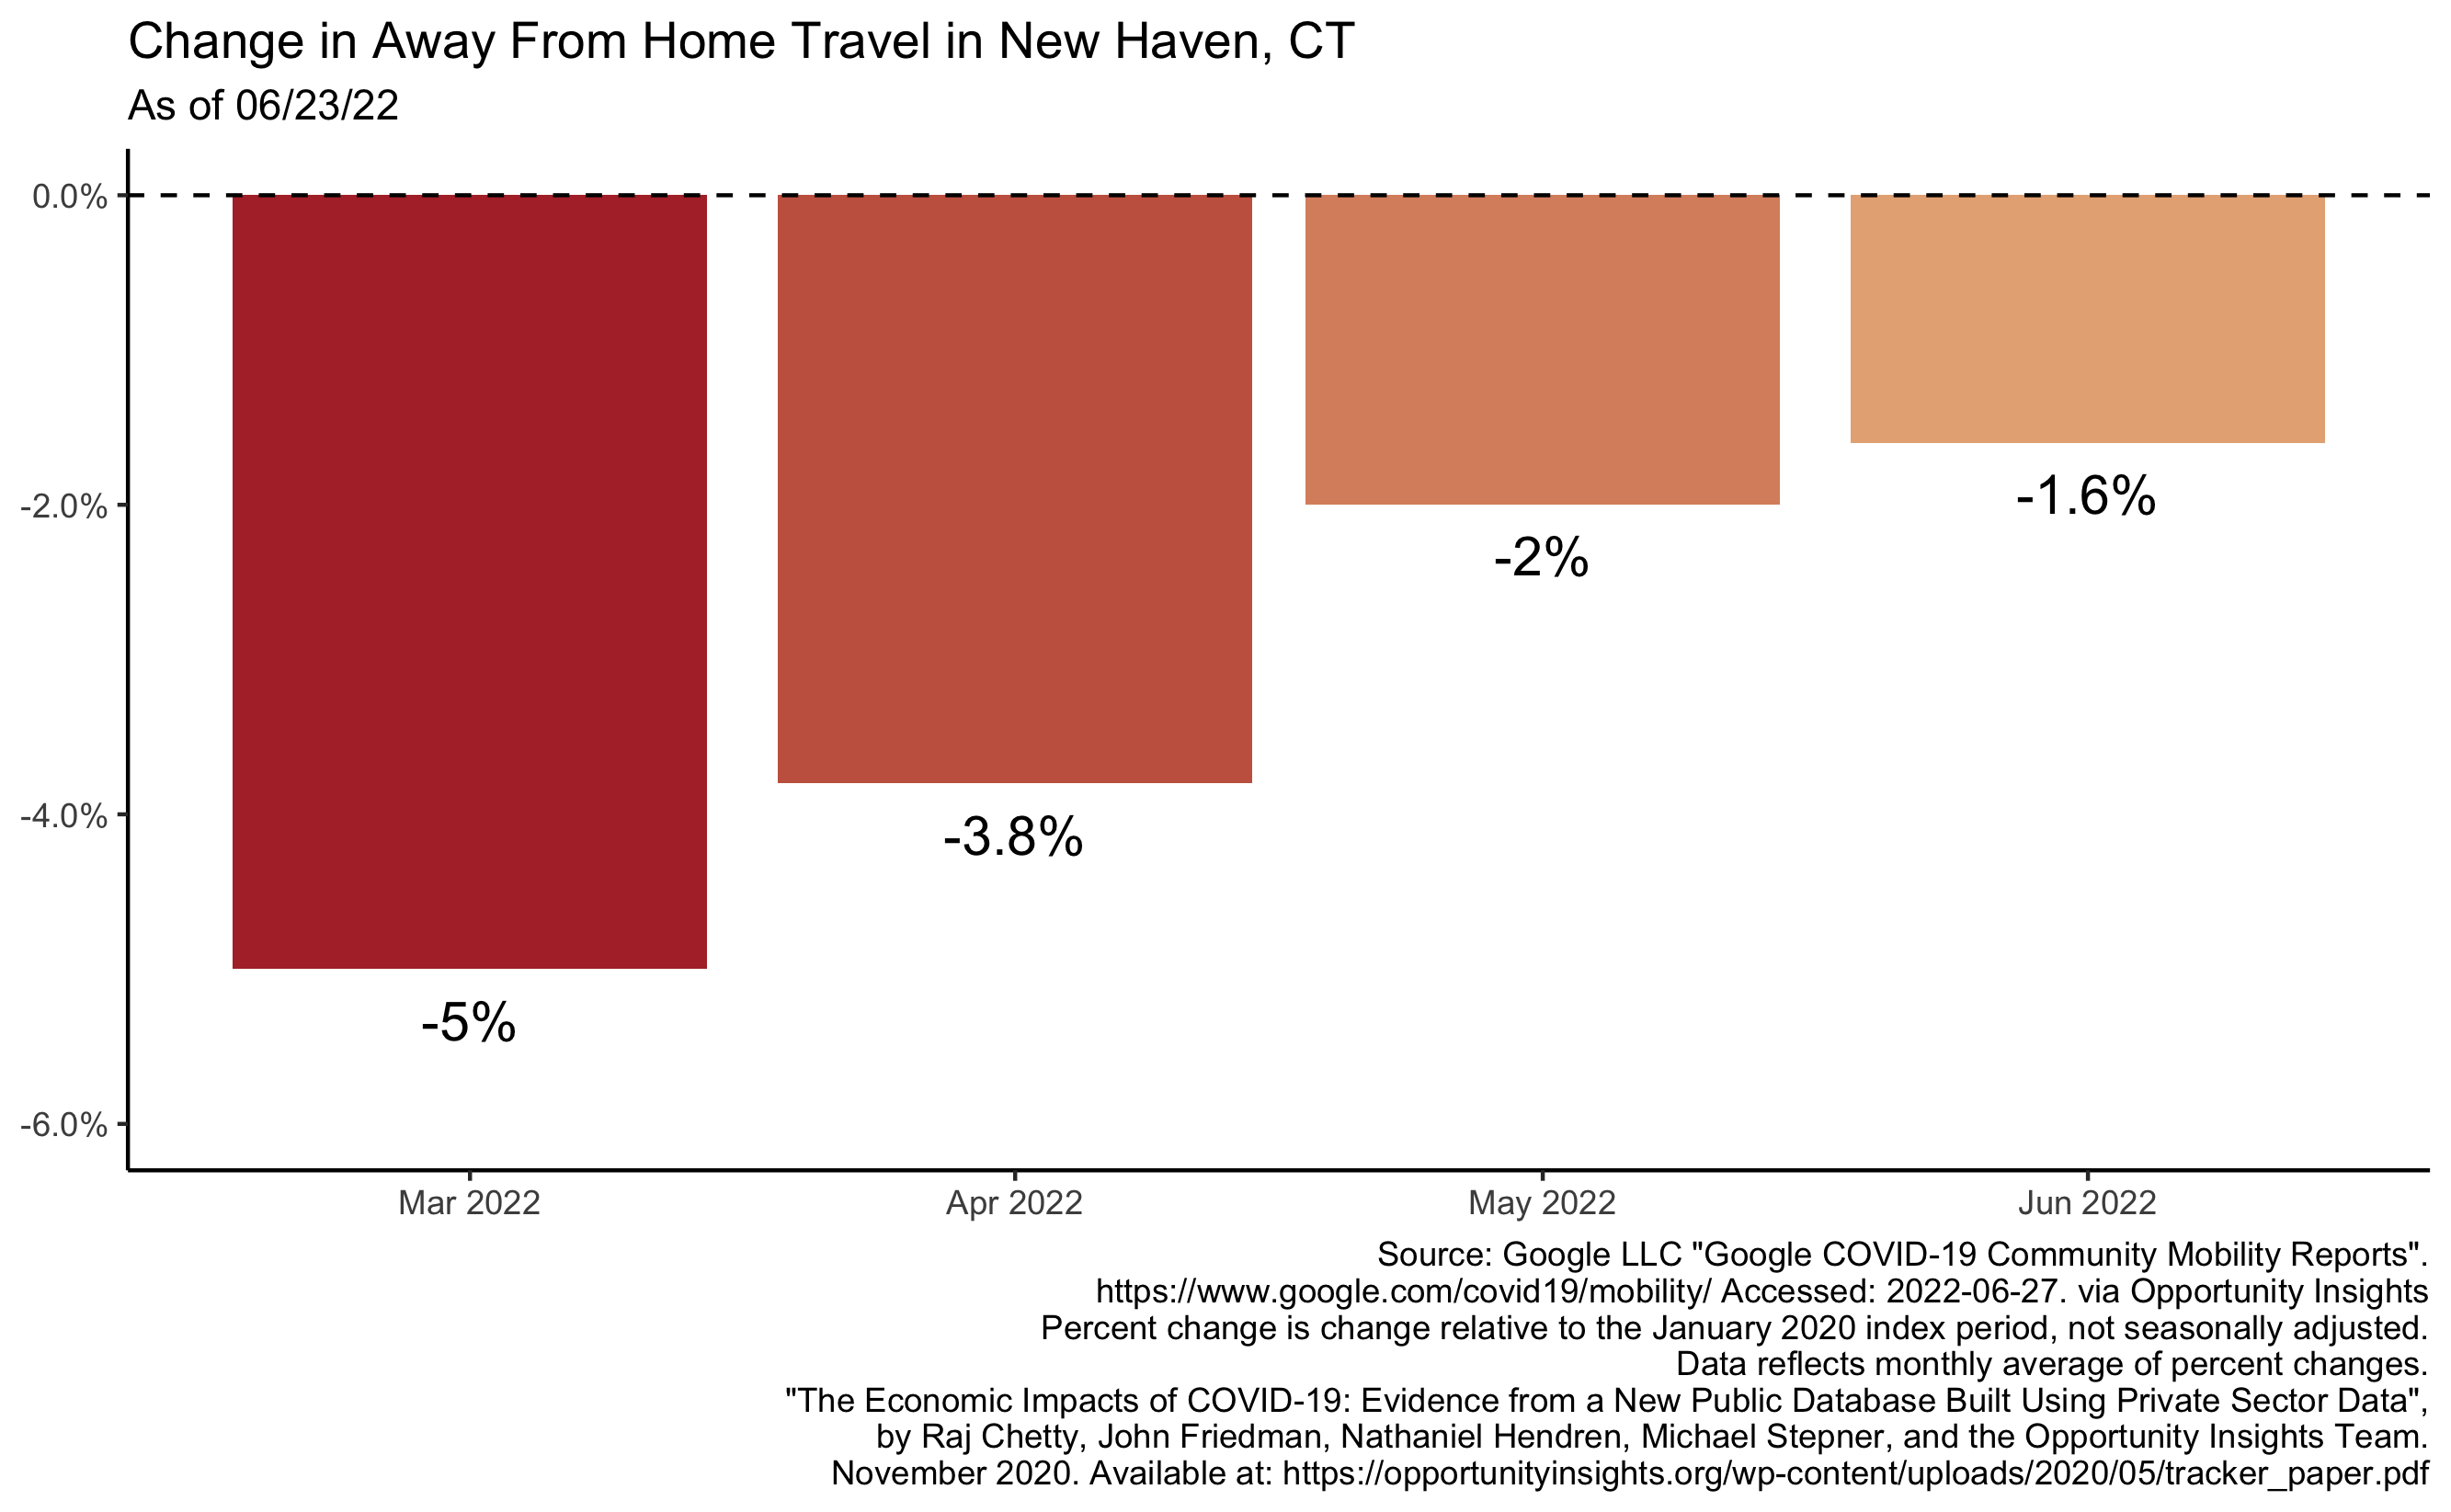 Change in Away From Home Travel in New Haven, CT
As of 06/23/22
0.0%
-2.0%
-4.0%
-6.0%
-5%
-3.8%
-2%
-1.6%
Mar 2022
Apr 2022
May 2022
Jun 2022
Source: Google LLC "Google COVID-19 Community Mobility Reports".
https://www.google.com/covid19/mobility/ Accessed: 2022-06-27. via Opportunity Insights
Percent change is change relative to the January 2020 index period, not seasonally adjusted.
Data reflects monthly average of percent changes.
"The Economic Impacts of COVID-19: Evidence from a New Public Database Built Using Private Sector Data",
by Raj Chetty, John Friedman, Nathaniel Hendren, Michael Stepner, and the Opportunity Insights Team.
November 2020. Available at: https://opportunityinsights.org/wp-content/uploads/2020/05/tracker_paper.pdf